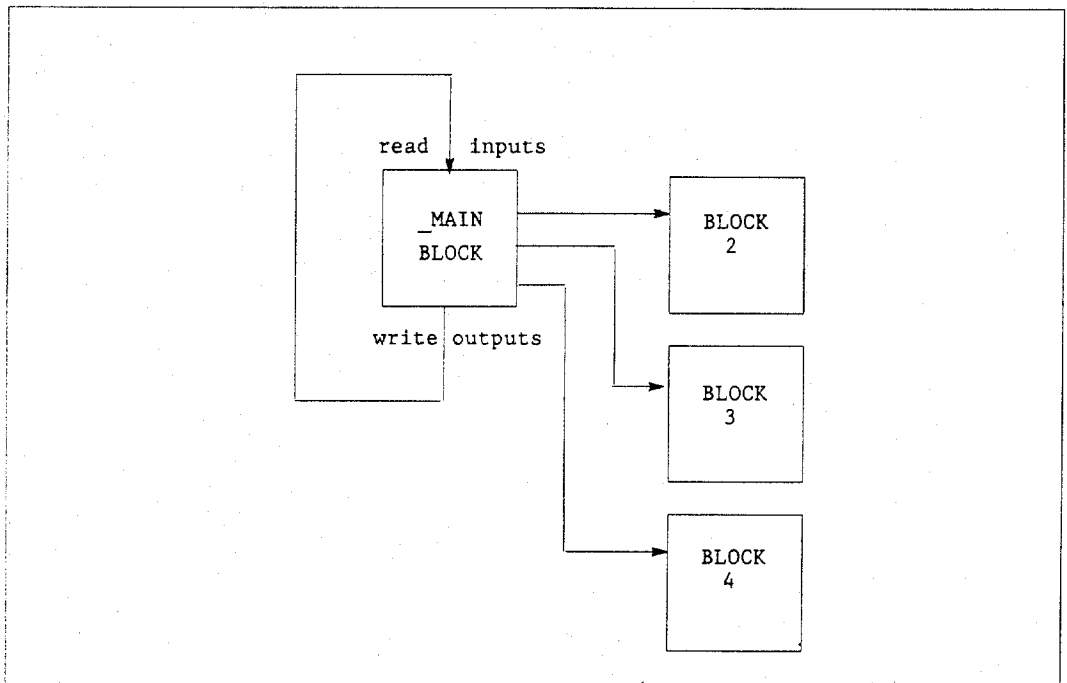 read inputs
_MAIN
BLOCK
write outputs
BLOCK
2
BLOCK
3
BLOCK
4